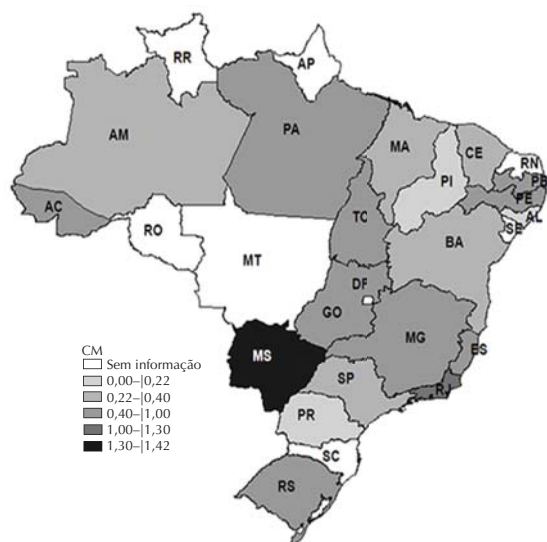 RR
AP
AM
PA
MA
CE
RN
PB
PE
AL
SE
PI
AC
TO
RO
BA
MT
DF
GO
MG
ES
MS
SP
RJ
PR
SC
RS
CM
Sem informação
0,00–|0,22
0,22–|0,40
0,40–|1,00
1,00–|1,30
1,30–|1,42